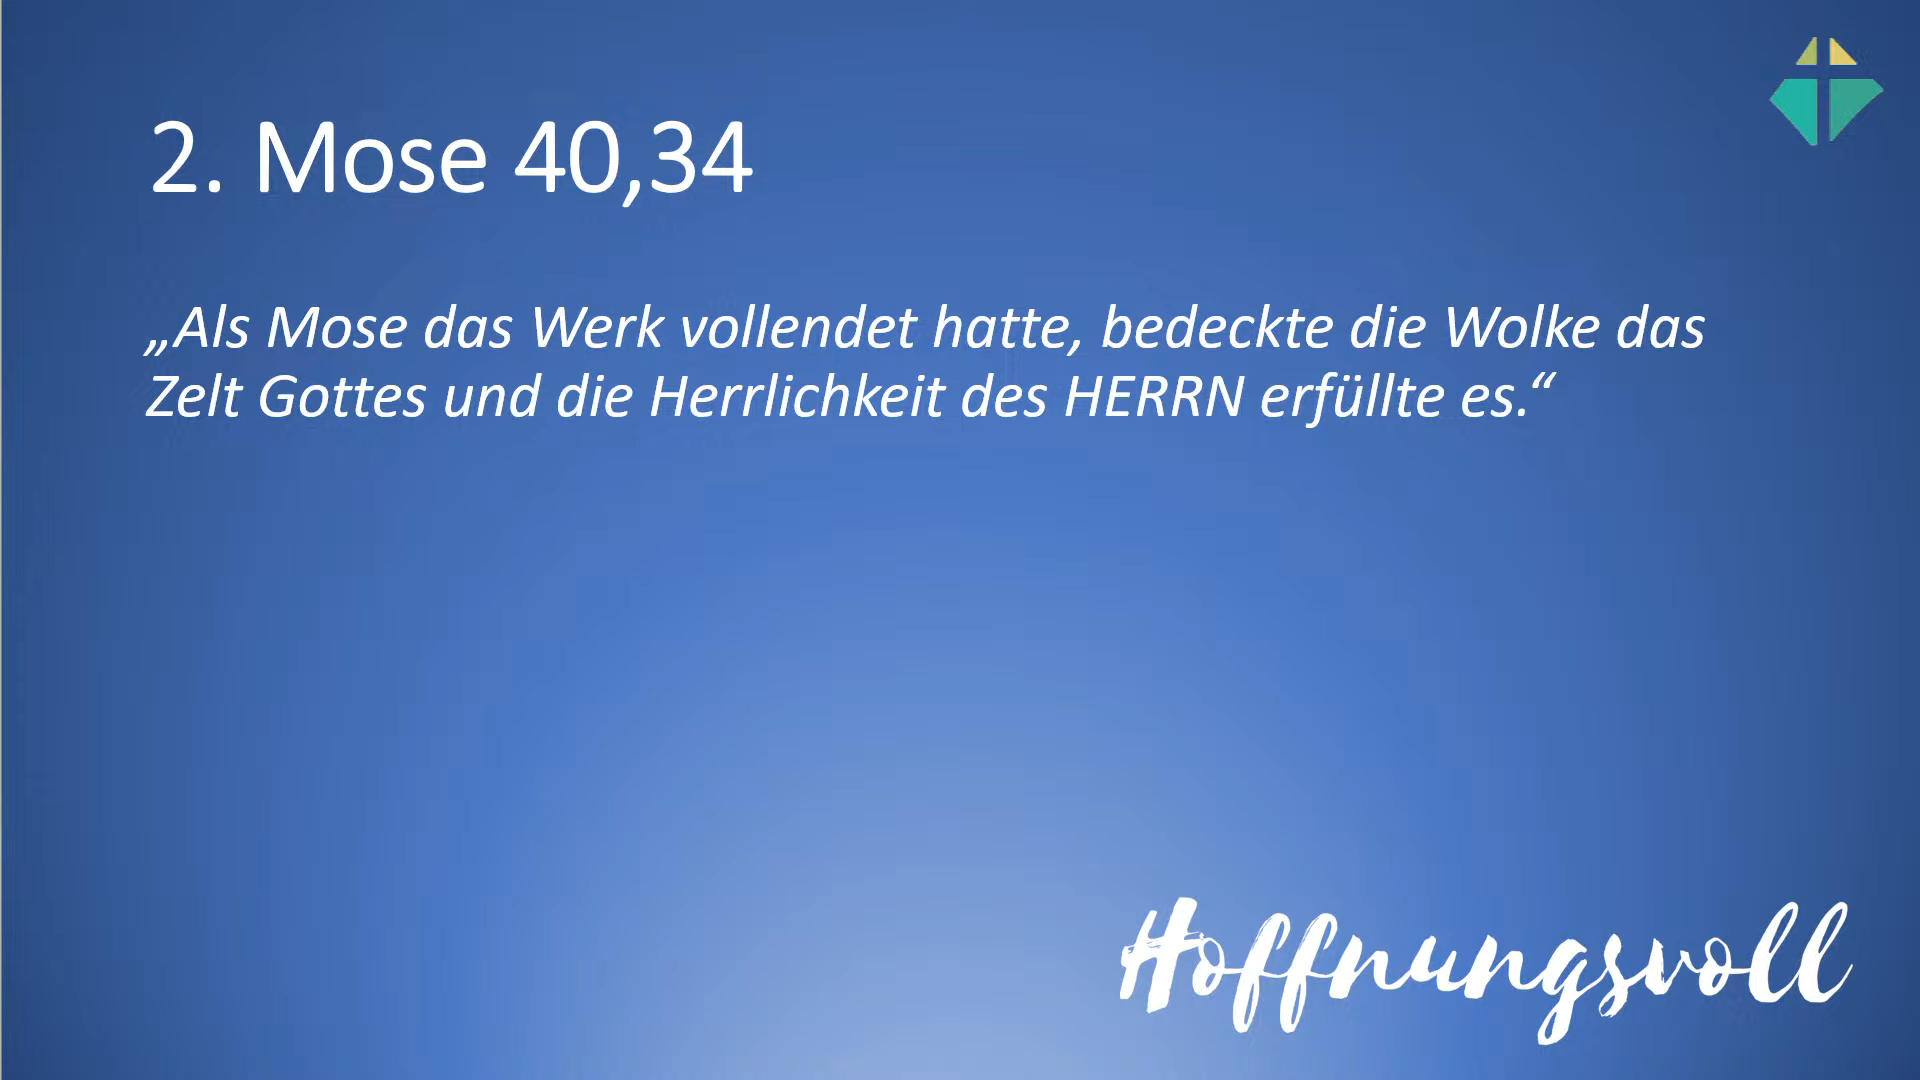 2. Mose 40,34
„Als Mose das Werk vollendet hatte, bedeckte die Wolke das
Zelt Gottes und die Herrlichkeit des HERRN erfüllte es.“
Hoffnungsvoll